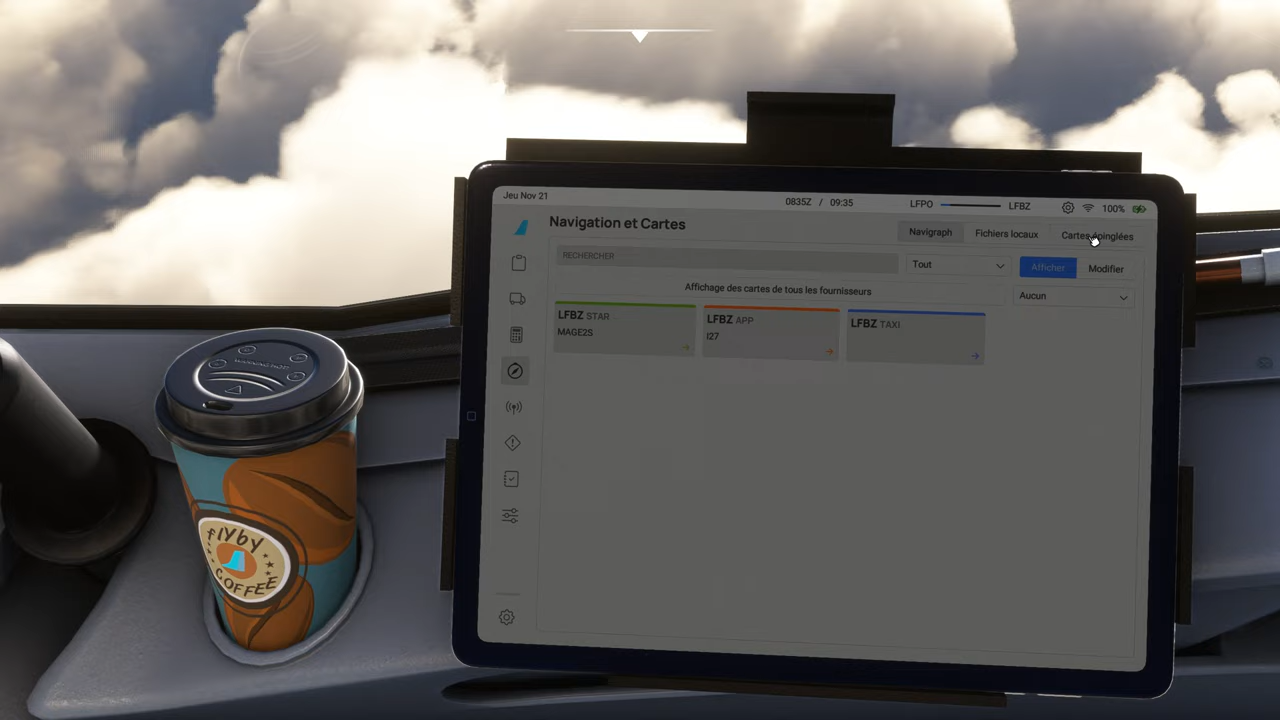 Jeu Nov 21
0835Z / 09:35
LFPO
LFBZ
100%
Navigation et Cartes
Navigraph
Fichiers locaux
Cartes épinglées
RECHERCHER
Tout
Afficher
Modifier
Affichage des cartes de tous les fournisseurs
Aucun
LFBZ STAR
MAGE2S
LFBZ APP
I27
LFBZ TAXI
flyby
COFFEE